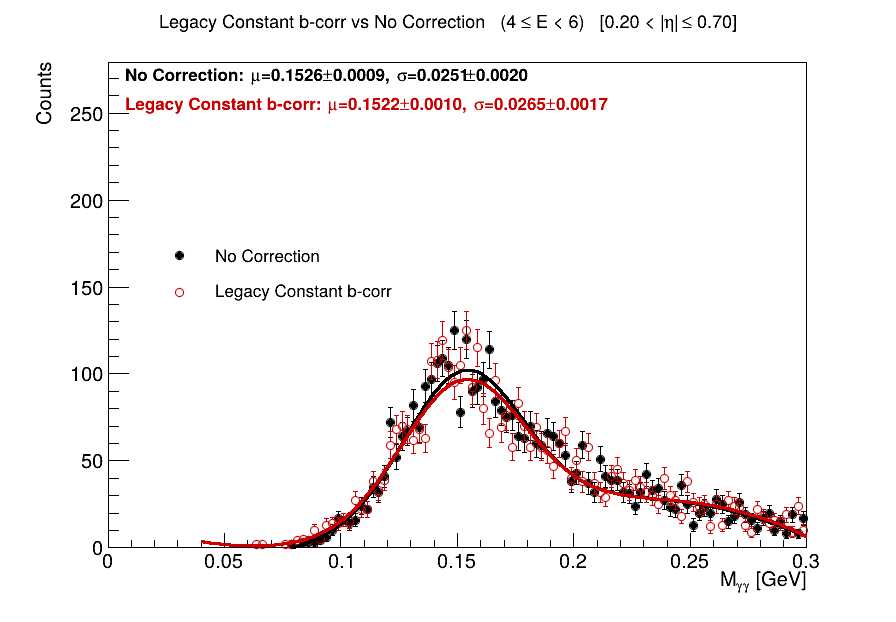 Legacy Constant b-corr vs No Correction (4 ≤ E < 6) [0.20 < |η| ≤ 0.70]
No Correction: μ=0.1526±0.0009, σ=0.0251±0.0020
Legacy Constant b-corr: μ=0.1522±0.0010, σ=0.0265±0.0017
Counts
250
200
No Correction
Legacy Constant b-corr
150
100
50
0
0 0.05 0.1 0.15 0.2 0.25 0.3
M_γγ [GeV]